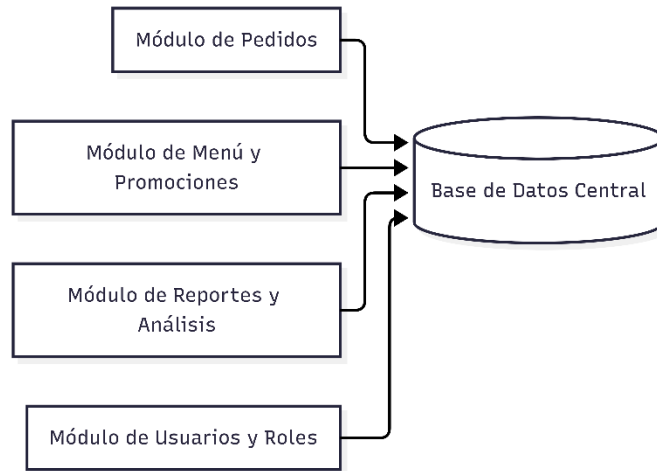 Módulo de Pedidos
Módulo de Menú y
Promociones
Base de Datos Central
Módulo de Reportes y
Análisis
Módulo de Usuarios y Roles